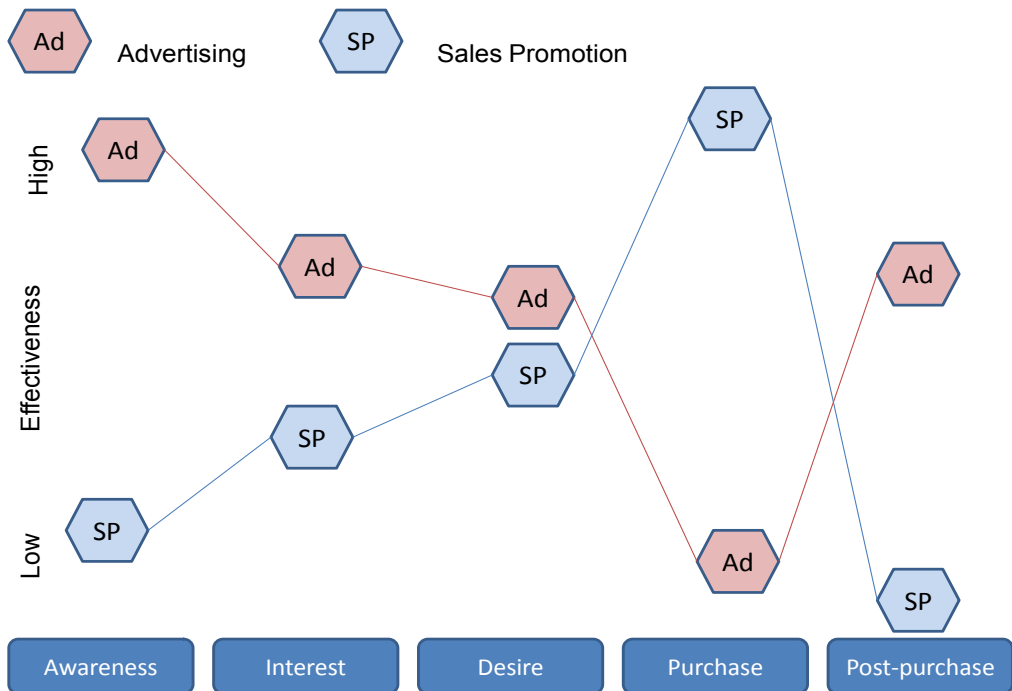 Ad Advertising SP Sales Promotion
High
Effectiveness
Low
Ad
SP
Ad
SP
Ad
SP
SP
Ad
Ad
SP
Awareness Interest Desire Purchase Post-purchase